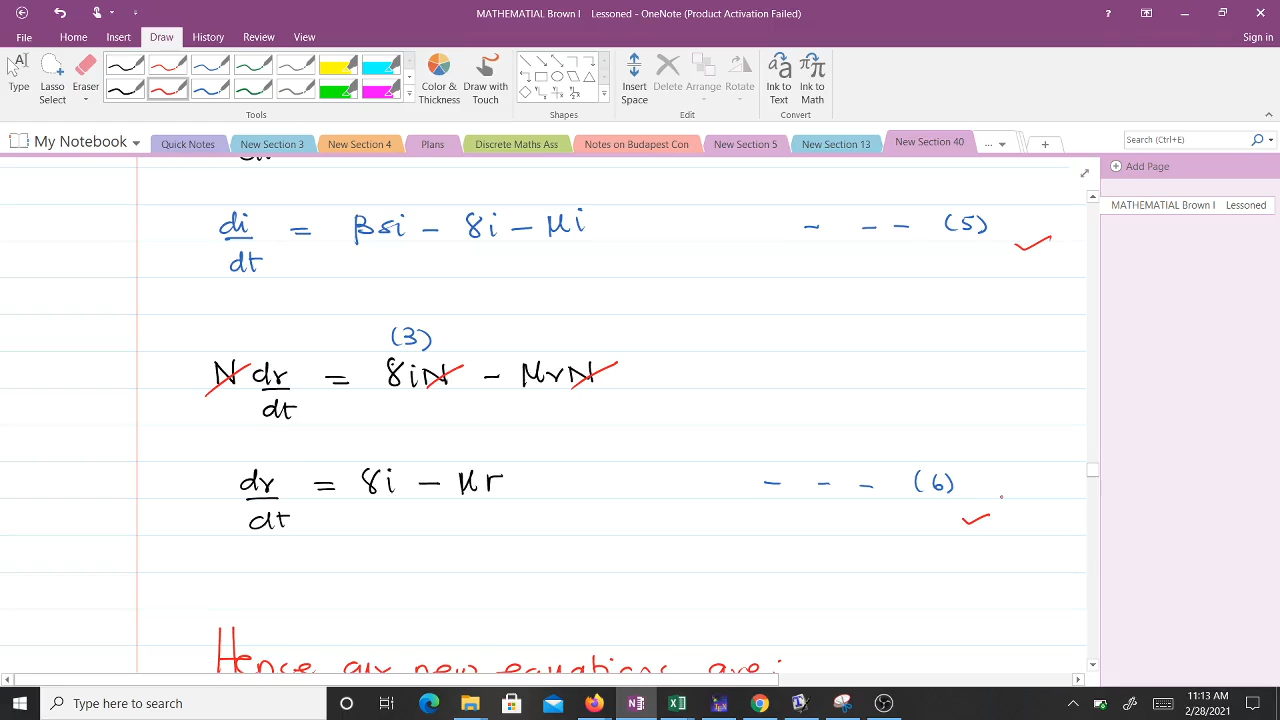 MATHEMATIAL Brown I Lessoned - OneNote (Product Activation Failed)
File Home Insert Draw History Review View
Sign in
Type Lasso Select Eraser Color & Thickness Draw with Touch Insert Space Delete Arrange Rotate Ink to Text Ink to Math
Tools Shapes Edit Convert
My Notebook Quick Notes New Section 3 New Section 4 Plans Discrete Maths Ass Notes on Budapest Con New Section 5 New Section 13 New Section 40 ... Search (Ctrl+E)
Add Page
MATHEMATIAL Brown I Lessoned
di/dt = βsi - γi - μi - - - (5)
(3)
N dr/dt = γiN - μrN
dr/dt = γi - μr - - - (6)
Hence our new equations are:
Type here to search
11:13 AM
2/28/2021